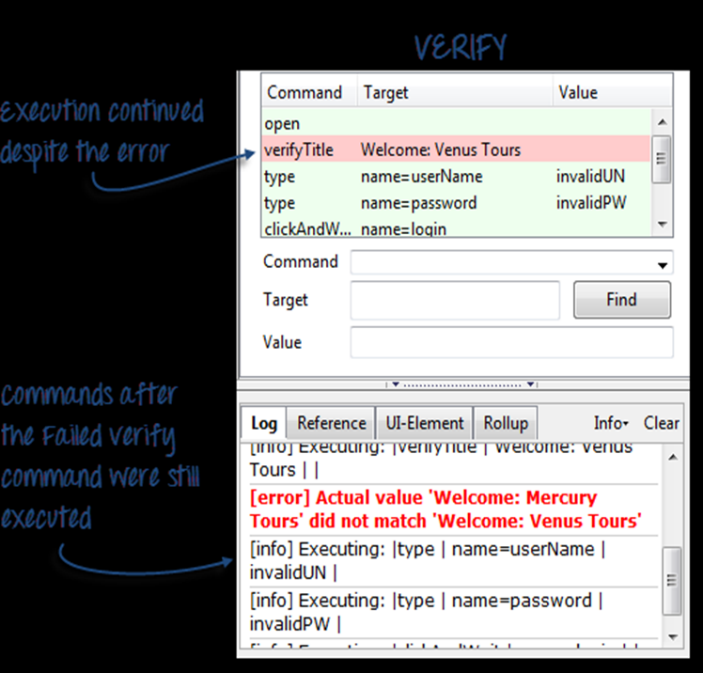 VERIFY
Execution continued
despite the error
Command Target Value
open
verifyTitle Welcome: Venus Tours
type name=userName invalidUN
type name=password invalidPW
clickAndW... name=login
Command
Target Find
Value
Commands after
the Failed verify
command were still
executed
Log Reference UI-Element Rollup Info Clear
[info] Executing: |verifyTitle | Welcome: Venus
Tours | |
[error] Actual value 'Welcome: Mercury
Tours' did not match 'Welcome: Venus Tours'
[info] Executing: |type | name=userName |
invalidUN |
[info] Executing: |type | name=password |
invalidPW |